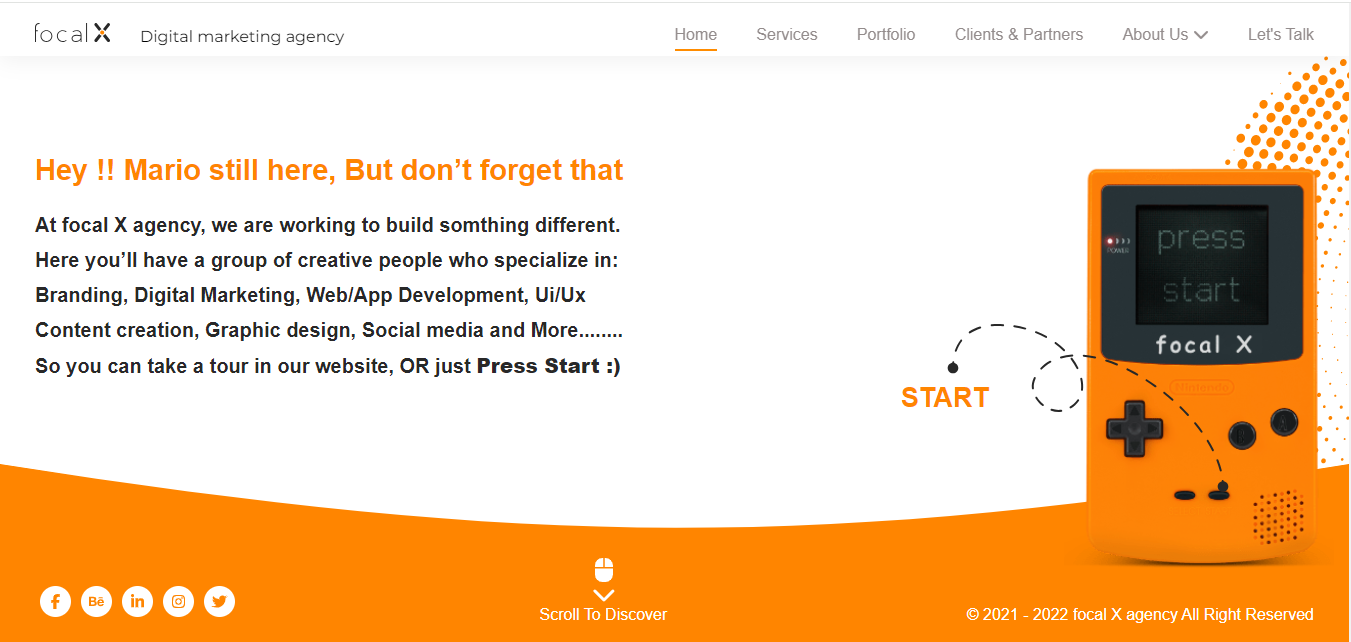 focal X
Digital marketing agency
Home
Services
Portfolio
Clients & Partners
About Us
Let's Talk
Hey !! Mario still here, But don’t forget that
At focal X agency, we are working to build somthing different.
Here you’ll have a group of creative people who specialize in:
Branding, Digital Marketing, Web/App Development, Ui/Ux
Content creation, Graphic design, Social media and More........
So you can take a tour in our website, OR just Press Start :)
POWER
press
start
focal X
Nintendo
START
B
A
Bē
in
Scroll To Discover
© 2021 - 2022 focal X agency All Right Reserved